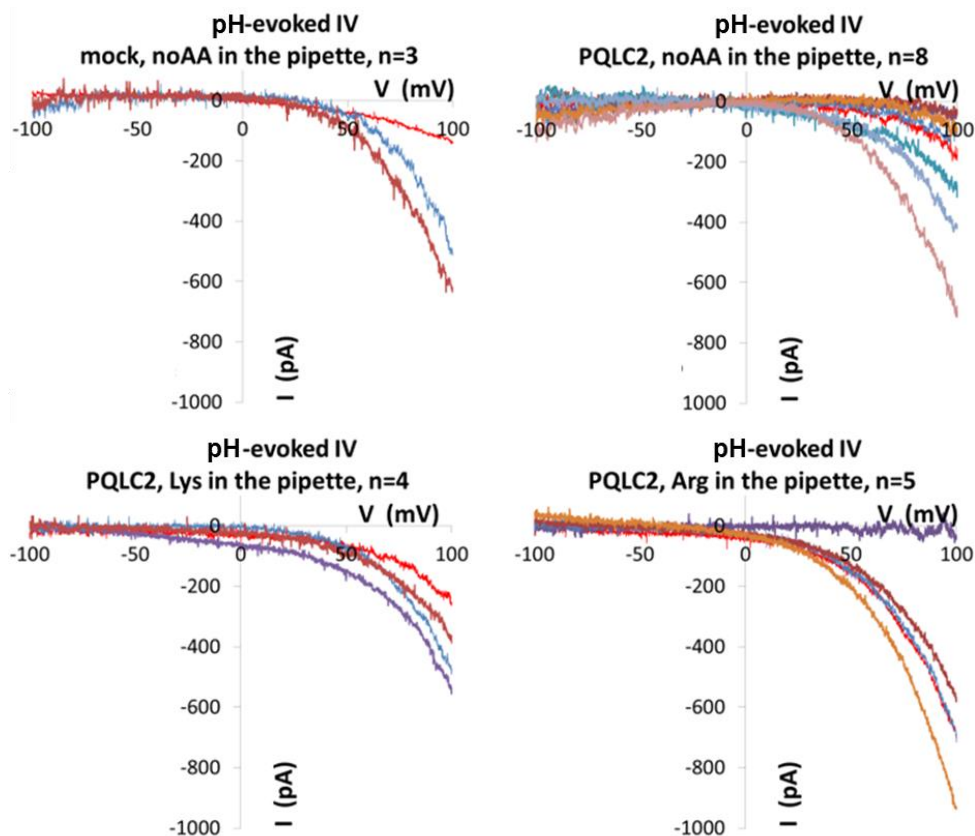 pH-evoked IV
mock, noAA in the pipette, n=3
V (mV)
0
-100
-50
0
50
100
-200
-400
-600
-800
-1000
I (pA)
pH-evoked IV
PQLC2, noAA in the pipette, n=8
V (mV)
0
-100
-50
0
50
100
-200
-400
-600
-800
1000
I (pA)
pH-evoked IV
PQLC2, Lys in the pipette, n=4
V (mV)
0
-100
-50
0
50
100
-200
-400
-600
-800
-1000
I (pA)
pH-evoked IV
PQLC2, Arg in the pipette, n=5
V (mV)
0
-100
-50
0
50
100
-200
-400
-600
-800
-1000
I (pA)